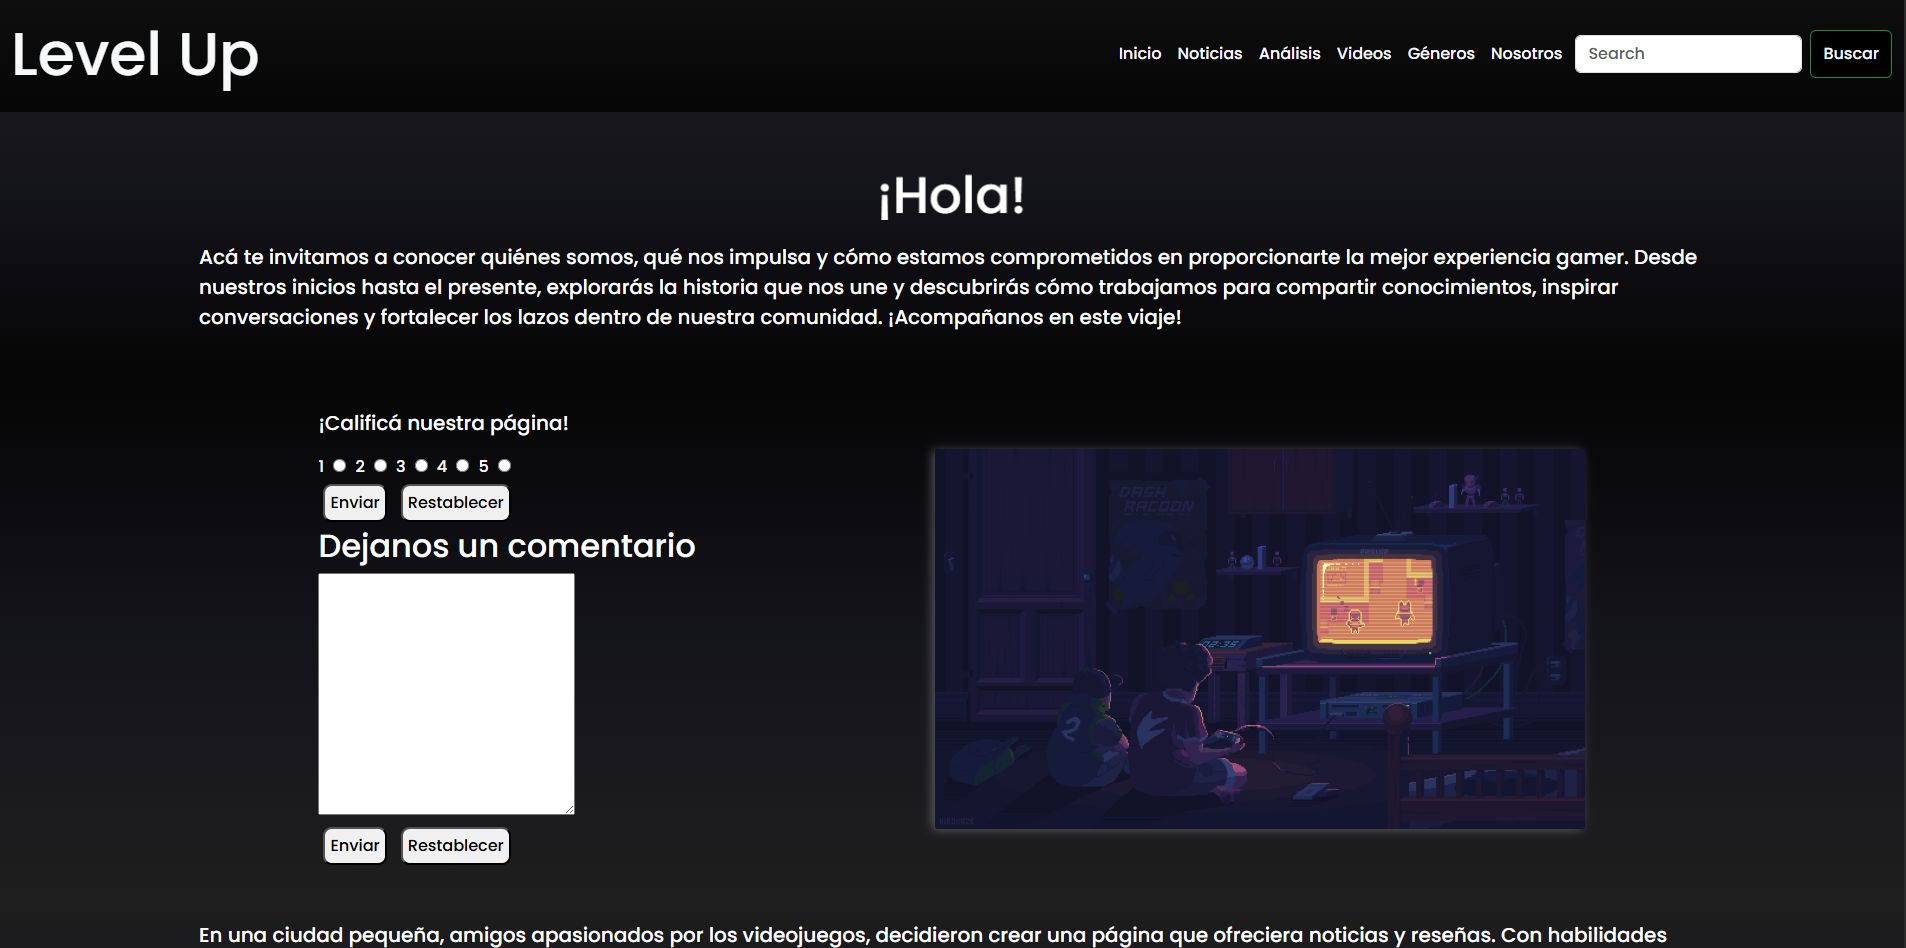 Level Up
Inicio Noticias Análisis Videos Géneros Nosotros Search Buscar
¡Hola!
Acá te invitamos a conocer quiénes somos, qué nos impulsa y cómo estamos comprometidos en proporcionarte la mejor experiencia gamer. Desde
nuestros inicios hasta el presente, explorarás la historia que nos une y descubrirás cómo trabajamos para compartir conocimientos, inspirar
conversaciones y fortalecer los lazos dentro de nuestra comunidad. ¡Acompañanos en este viaje!
¡Calificá nuestra página!
1 2 3 4 5
Enviar Restablecer
Dejanos un comentario
Enviar Restablecer
DASH
RACOON
2
En una ciudad pequeña, amigos apasionados por los videojuegos, decidieron crear una página que ofreciera noticias y reseñas. Con habilidades